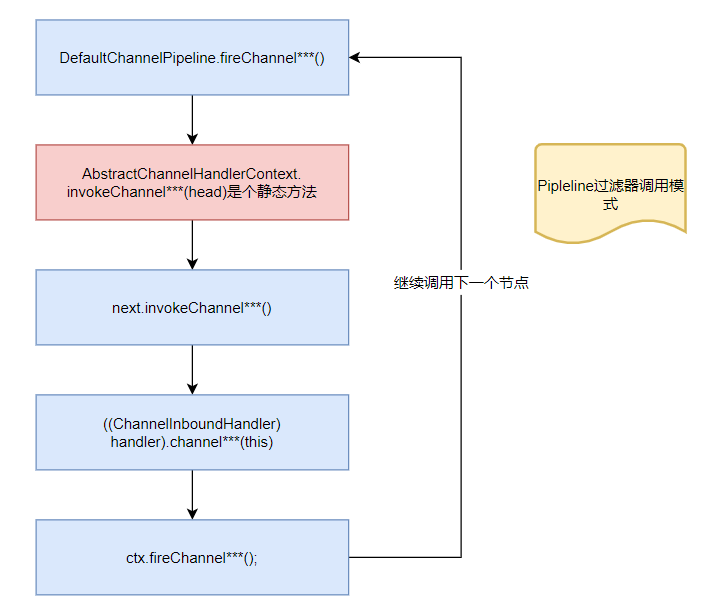 DefaultChannelPipeline.fireChannel***()
AbstractChannelHandlerContext.
invokeChannel***(head)是个静态方法
Pipleline过滤器调用模
式
继续调用下一个节点
next.invokeChannel***()
((ChannelInboundHandler)
handler).channel***(this)
ctx.fireChannel***();